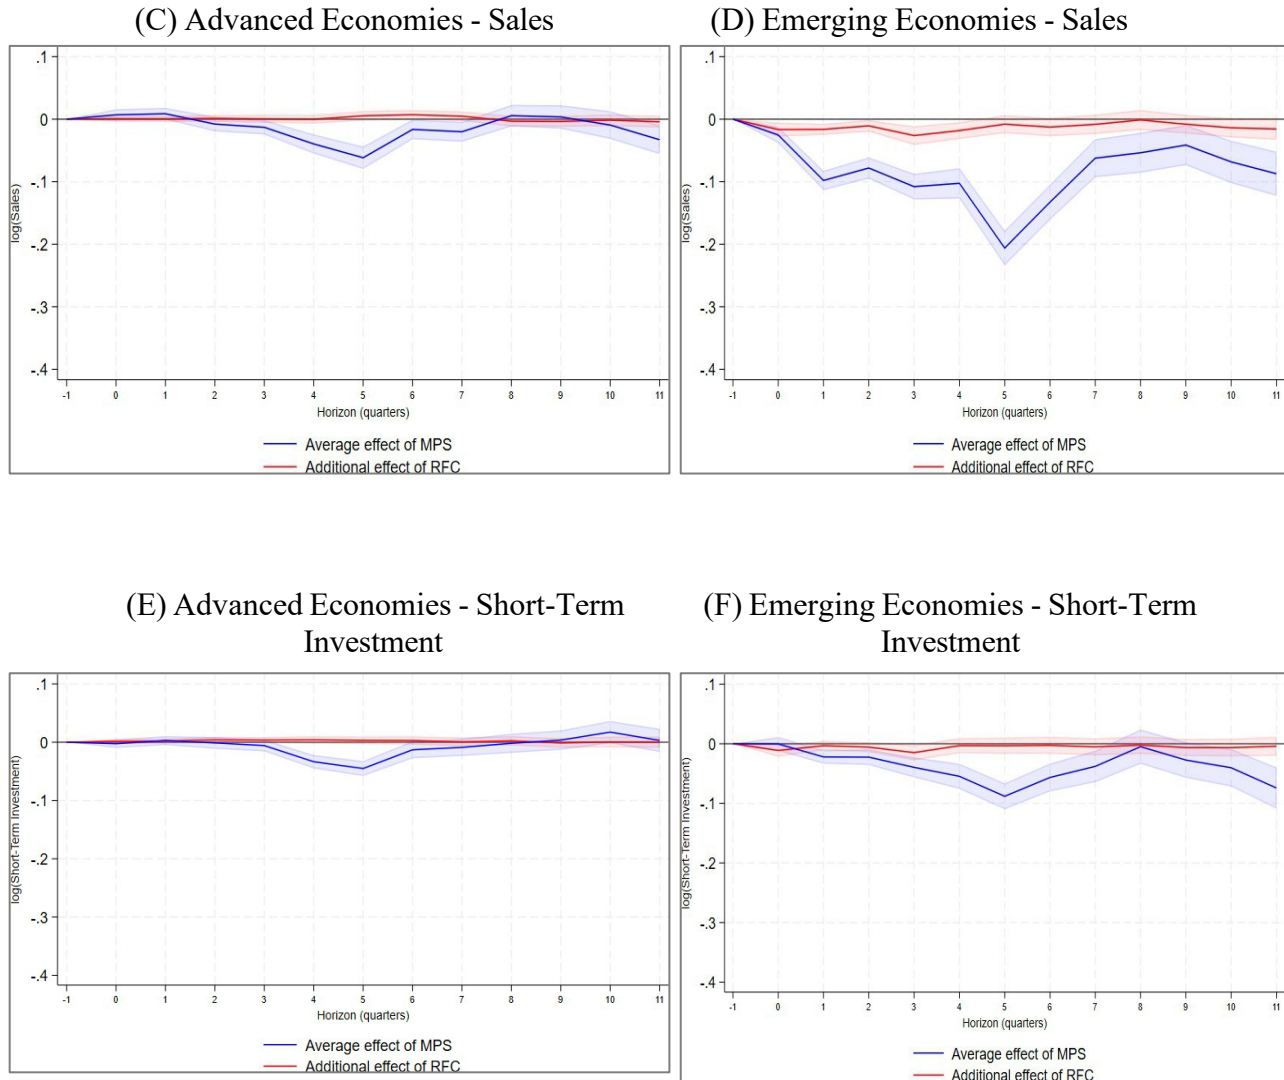 (C) Advanced Economies - Sales
.1
0
-.1
-.2
-.3
-.4
log(Sales)
-1 0 1 2 3 4 5 6 7 8 9 10 11
Horizon (quarters)
Average effect of MPS
Additional effect of RFC
(D) Emerging Economies - Sales
.1
0
-.1
-.2
-.3
-.4
log(Sales)
-1 0 1 2 3 4 5 6 7 8 9 10 11
Horizon (quarters)
Average effect of MPS
Additional effect of RFC
(E) Advanced Economies - Short-Term
Investment
.1
0
-.1
-.2
-.3
-.4
log(Short-Term Investment)
-1 0 1 2 3 4 5 6 7 8 9 10 11
Horizon (quarters)
Average effect of MPS
Additional effect of RFC
(F) Emerging Economies - Short-Term
Investment
.1
0
-.1
-.2
-.3
-.4
log(Short-Term Investment)
-1 0 1 2 3 4 5 6 7 8 9 10 11
Horizon (quarters)
Average effect of MPS
Additional effect of RFC